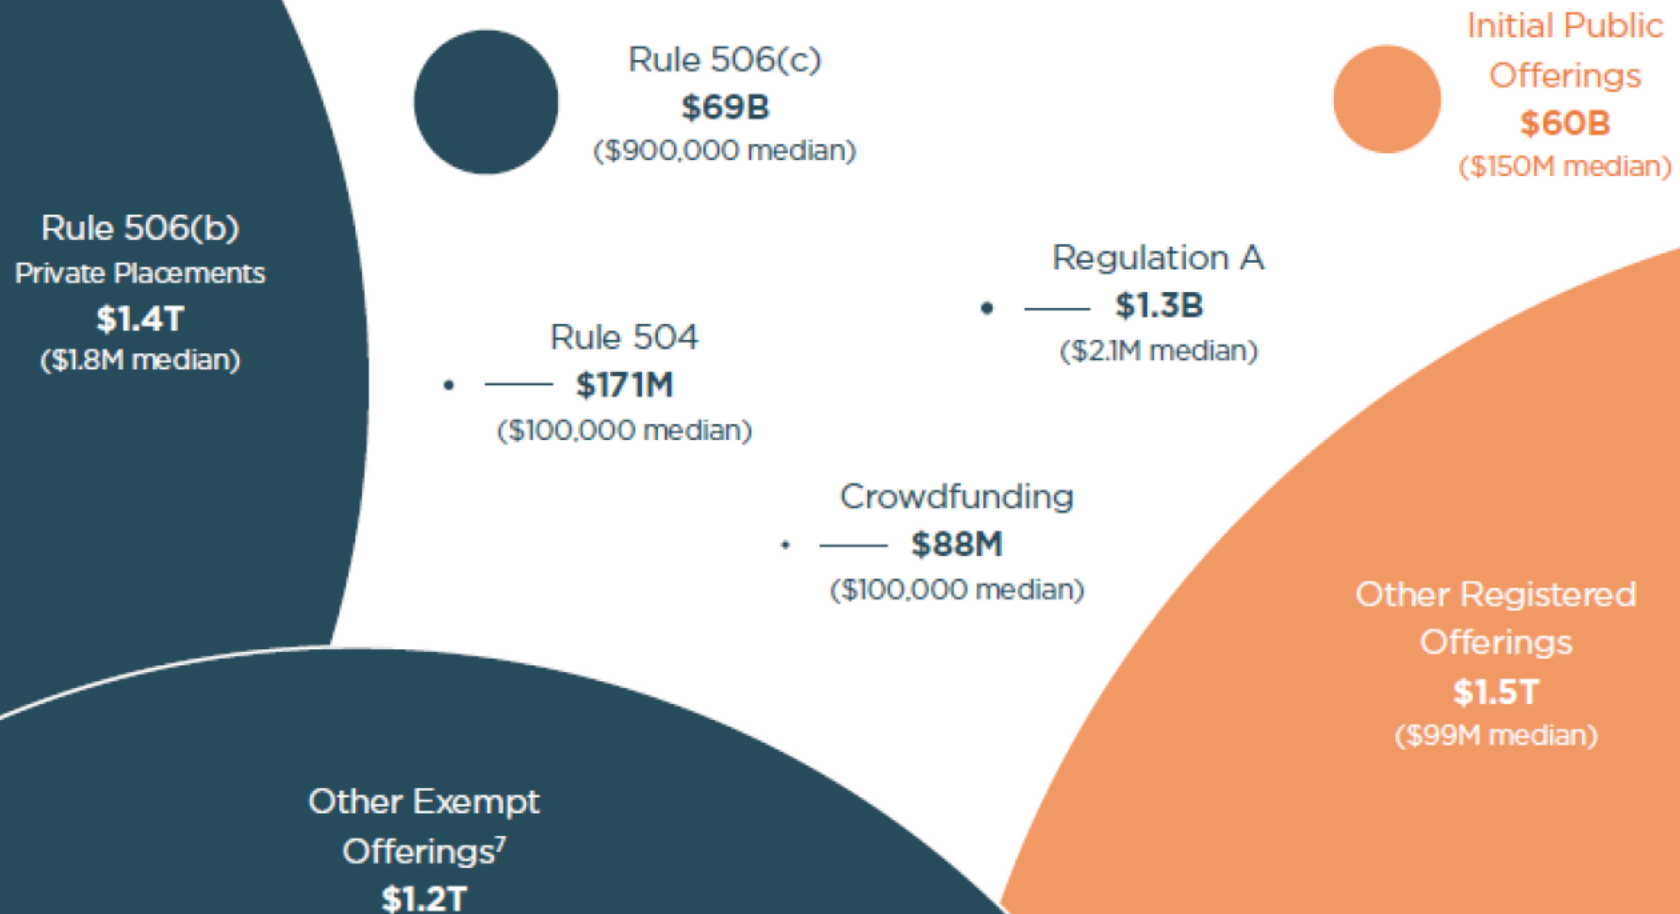 Rule 506(b)
Private Placements
$1.4T
($1.8M median)
Rule 506(c)
$69B
($900,000 median)
Initial Public
Offerings
$60B
($150M median)
Regulation A
$1.3B
($2.1M median)
Rule 504
$171M
($100,000 median)
Crowdfunding
$88M
($100,000 median)
Other Registered
Offerings
$1.5T
($99M median)
Other Exempt
Offerings⁷
$1.2T